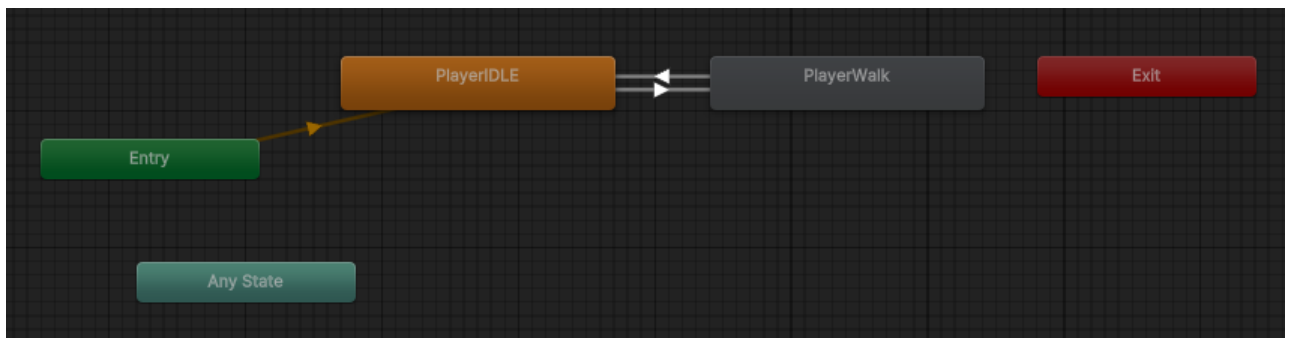 PlayerIDLE
PlayerWalk
Exit
Entry
Any State